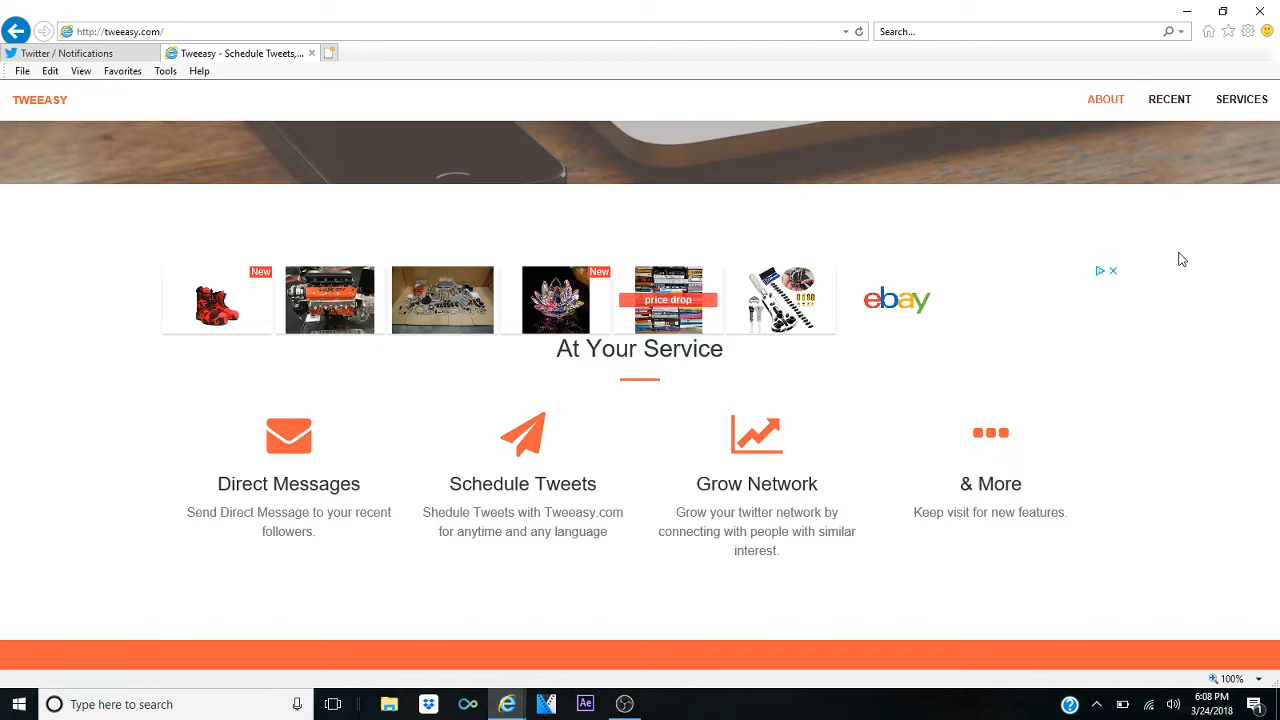 http://tweeasy.com/
Search...
Twitter / Notifications
Tweeasy - Schedule Tweets,...
File Edit View Favorites Tools Help
TWEEASY
ABOUT RECENT SERVICES
New
New
price drop
ebay
At Your Service
Direct Messages
Send Direct Message to your recent
followers.
Schedule Tweets
Shedule Tweets with Tweeasy.com
for anytime and any language
Grow Network
Grow your twitter network by
connecting with people with similar
interest.
& More
Keep visit for new features.
100%
Type here to search
Ae
6:08 PM
3/24/2018
1